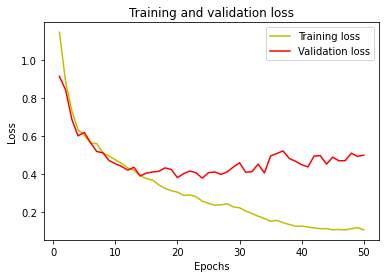 Training and validation loss
Training loss
Validation loss
1.0
0.8
0.6
0.4
0.2
Loss
0 10 20 30 40 50
Epochs